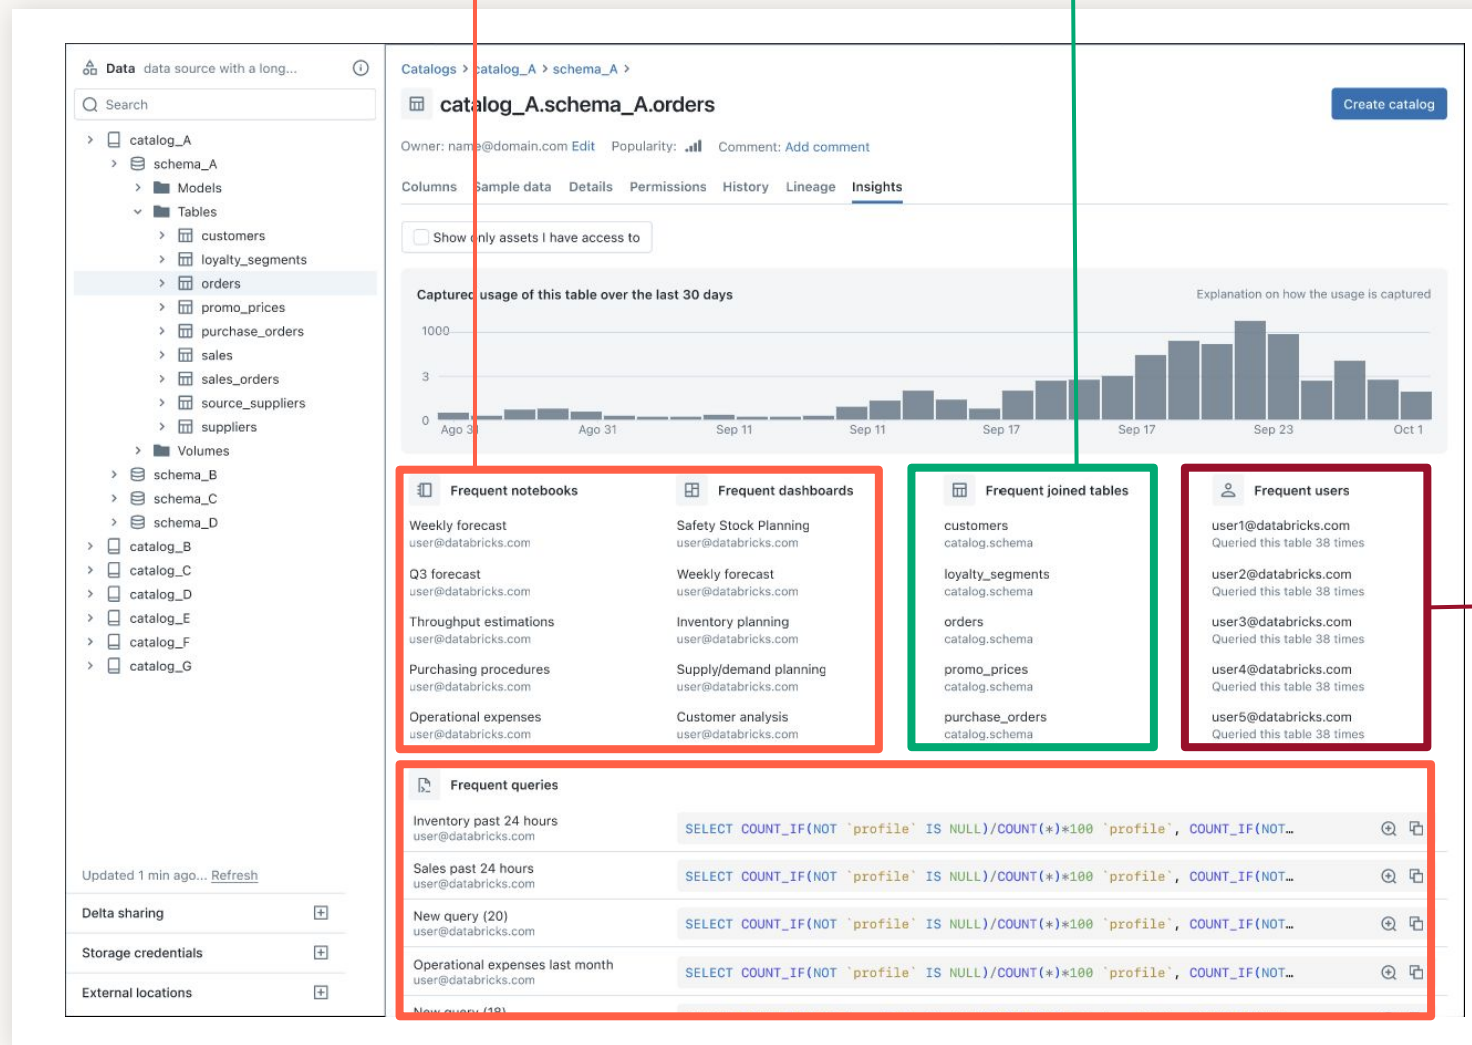 Data data source with a long...
Search
catalog_A
schema_A
Models
Tables
customers
loyalty_segments
orders
promo_prices
purchase_orders
sales
sales_orders
source_suppliers
suppliers
Volumes
schema_B
schema_C
schema_D
catalog_B
catalog_C
catalog_D
catalog_E
catalog_F
catalog_G
Updated 1 min ago... Refresh
Delta sharing
Storage credentials
External locations
Catalogs > catalog_A > schema_A >
catalog_A.schema_A.orders
Create catalog
Owner: name@domain.com Edit Popularity: Comment: Add comment
Columns Sample data Details Permissions History Lineage Insights
Show only assets I have access to
Captured usage of this table over the last 30 days
Explanation on how the usage is captured
1000
3
0
Ago 31 Ago 31 Sep 11 Sep 11 Sep 17 Sep 17 Sep 23 Oct 1
Frequent notebooks
Weekly forecast
user@databricks.com
Q3 forecast
user@databricks.com
Throughput estimations
user@databricks.com
Purchasing procedures
user@databricks.com
Operational expenses
user@databricks.com
Frequent dashboards
Safety Stock Planning
user@databricks.com
Weekly forecast
user@databricks.com
Inventory planning
user@databricks.com
Supply/demand planning
user@databricks.com
Customer analysis
user@databricks.com
Frequent joined tables
customers
catalog.schema
loyalty_segments
catalog.schema
orders
catalog.schema
promo_prices
catalog.schema
purchase_orders
catalog.schema
Frequent users
user1@databricks.com
Queried this table 38 times
user2@databricks.com
Queried this table 38 times
user3@databricks.com
Queried this table 38 times
user4@databricks.com
Queried this table 38 times
user5@databricks.com
Queried this table 38 times
Frequent queries
Inventory past 24 hours
user@databricks.com
SELECT COUNT_IF(NOT `profile` IS NULL)/COUNT(*)*100 `profile`, COUNT_IF(NOT…
Sales past 24 hours
user@databricks.com
SELECT COUNT_IF(NOT `profile` IS NULL)/COUNT(*)*100 `profile`, COUNT_IF(NOT…
New query (20)
user@databricks.com
SELECT COUNT_IF(NOT `profile` IS NULL)/COUNT(*)*100 `profile`, COUNT_IF(NOT…
Operational expenses last month
user@databricks.com
SELECT COUNT_IF(NOT `profile` IS NULL)/COUNT(*)*100 `profile`, COUNT_IF(NOT…
New query (18)